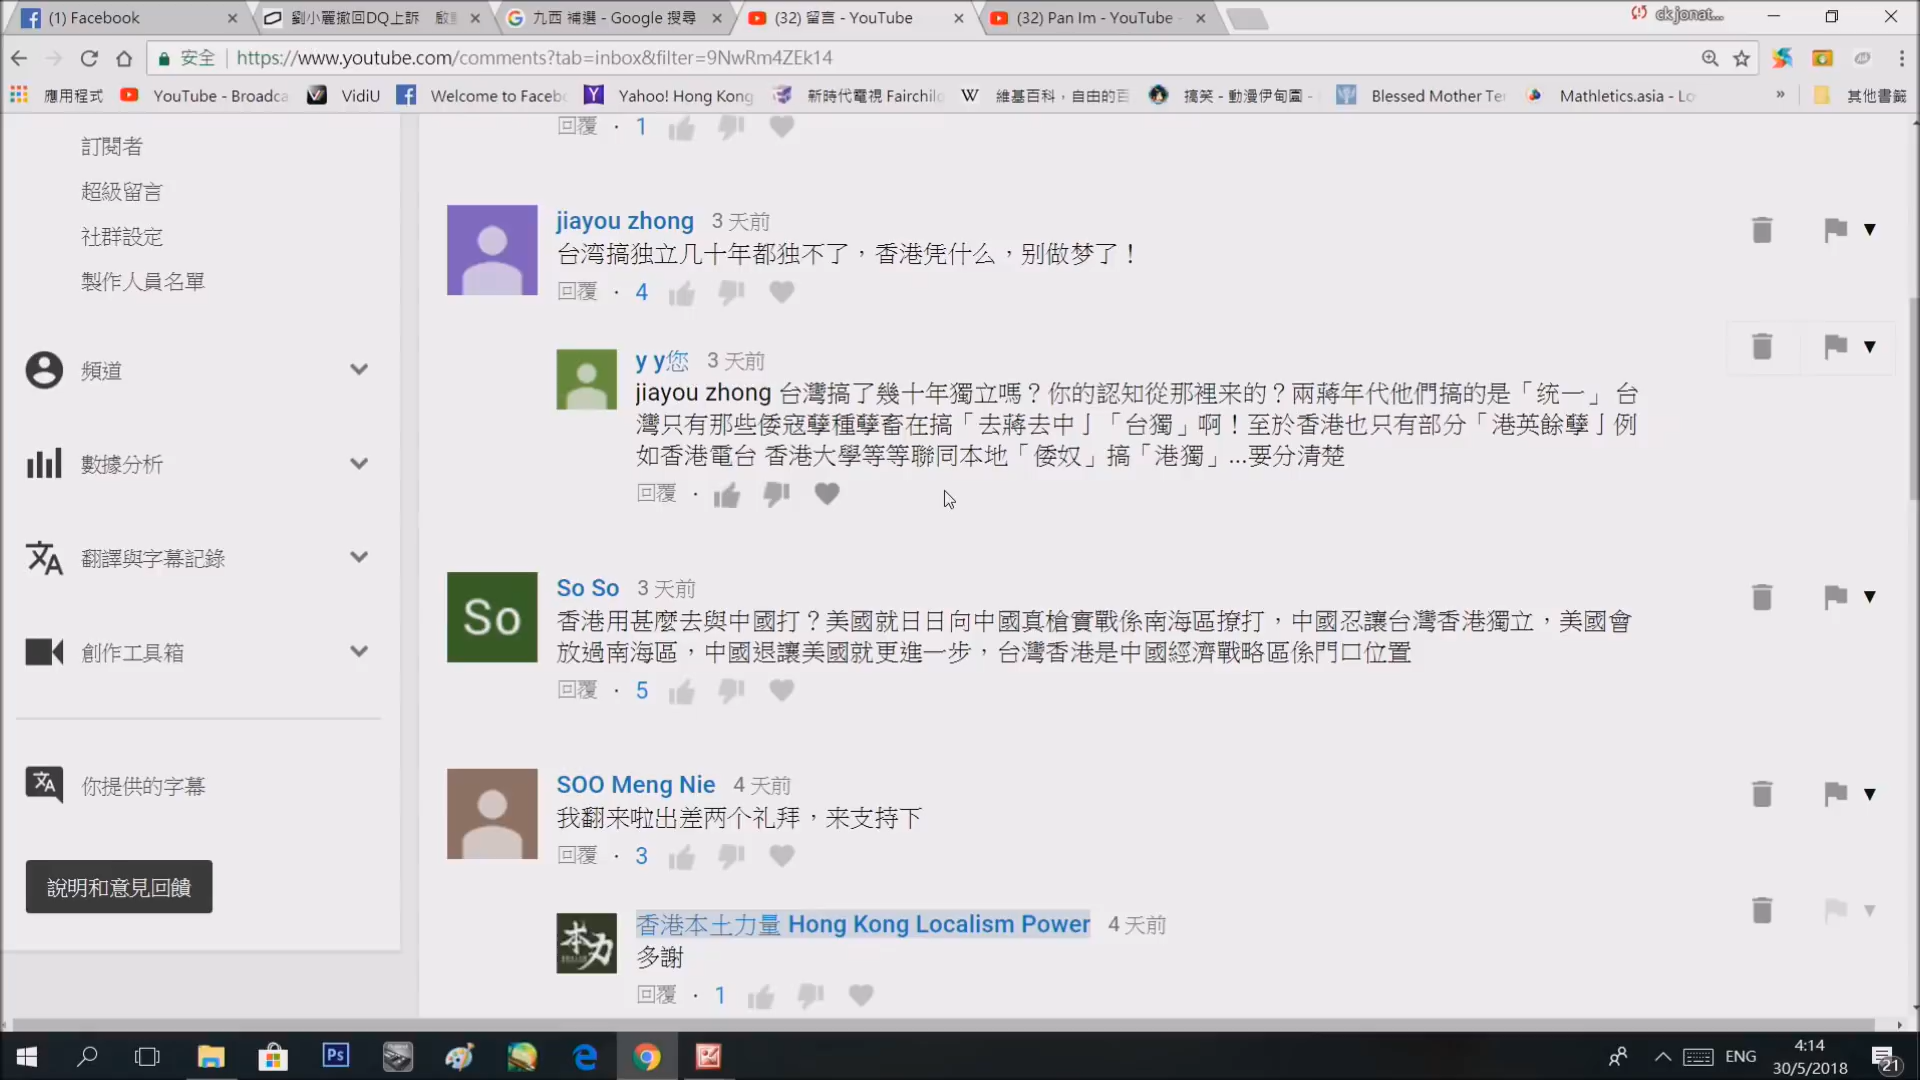 (1) Facebook
劉小麗撤回DQ上訴
九西 補選 - Google 搜尋
(32) 留言 - YouTube
(32) Pan Im - YouTube
ckjonat...
安全
https://www.youtube.com/comments?tab=inbox&filter=9NwRm4ZEk14
應用程式
YouTube - Broadca
VidiU
Welcome to Faceb
Yahoo! Hong Kong
新時代電視 Fairchil
維基百科，自由的百
搞笑 - 動漫伊甸園 -
Blessed Mother Te
Mathletics.asia - Lo
»
其他書籤
回覆 · 1
訂閱者
超級留言
社群設定
製作人員名單
頻道
數據分析
翻譯與字幕記錄
創作工具箱
你提供的字幕
說明和意見回饋
jiayou zhong 3 天前
台湾搞独立几十年都独不了，香港凭什么，别做梦了！
回覆 · 4
y y您 3 天前
jiayou zhong 台灣搞了幾十年獨立嗎？你的認知從那裡来的？兩蔣年代他們搞的是「统一」 台
灣只有那些倭寇孽種孽畜在搞「去蔣去中」「台獨」啊！至於香港也只有部分「港英餘孽」例
如香港電台 香港大學等等聯同本地「倭奴」搞「港獨」...要分清楚
回覆 ·
So
So So 3 天前
香港用甚麼去與中國打？美國就日日向中國真槍實戰係南海區撩打，中國忍讓台灣香港獨立，美國會
放過南海區，中國退讓美國就更進一步，台灣香港是中國經濟戰略區係門口位置
回覆 · 5
SOO Meng Nie 4 天前
我翻来啦出差两个礼拜，来支持下
回覆 · 3
本力
香港本土力量 Hong Kong Localism Power 4 天前
多謝
回覆 · 1
Ps
ENG
4:14
30/5/2018
21